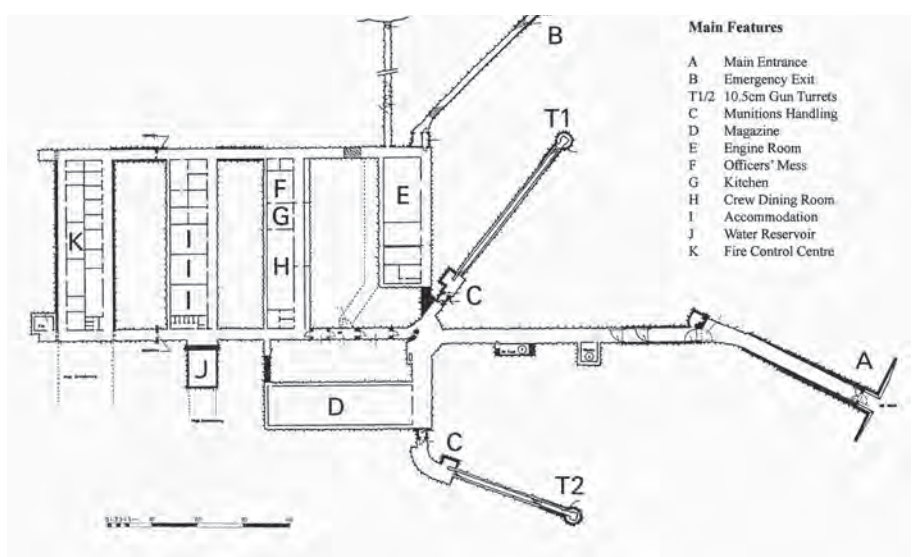 B
T1
Main Features
A Main Entrance
B Emergency Exit
T1/2 10.5cm Gun Turrets
C Munitions Handling
D Magazine
E Engine Room
F Officers' Mess
G Kitchen
H Crew Dining Room
I Accommodation
J Water Reservoir
K Fire Control Centre
F
E
G
K
I
I
H
I
C
J
A
D
C
T2